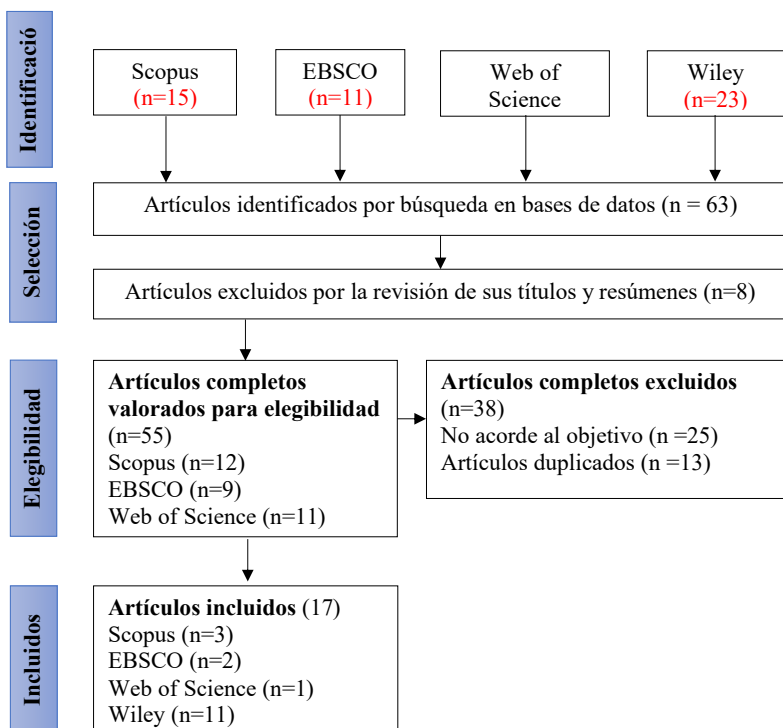 Identificació
Scopus
(n=15)
EBSCO
(n=11)
Web of
Science
Wiley
(n=23)
Selección
Artículos identificados por búsqueda en bases de datos (n = 63)
Artículos excluidos por la revisión de sus títulos y resúmenes (n=8)
Elegibilidad
Artículos completos
valorados para elegibilidad
(n=55)
Scopus (n=12)
EBSCO (n=9)
Web of Science (n=11)
Artículos completos excluidos
(n=38)
No acorde al objetivo (n =25)
Artículos duplicados (n =13)
Incluidos
Artículos incluidos (17)
Scopus (n=3)
EBSCO (n=2)
Web of Science (n=1)
Wiley (n=11)